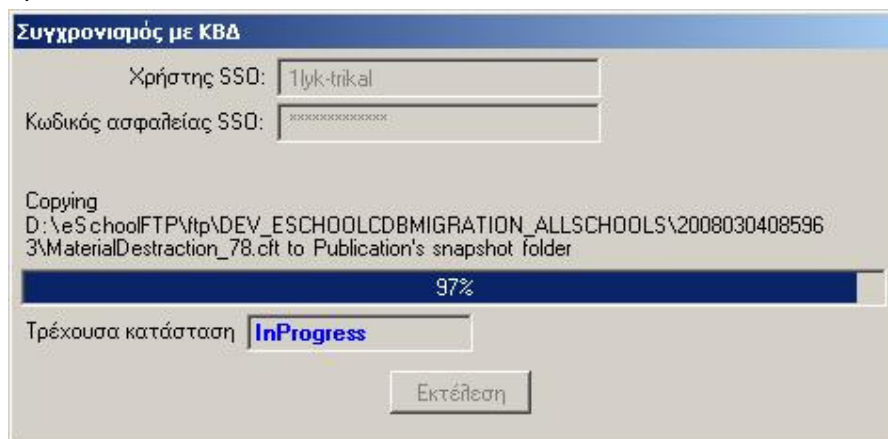 Συγχρονισμός με ΚΒΔ
Χρήστης SSO: 1lyk-trikal
Κωδικός ασφαλείας SSO: *************
Copying
D:\eSchoolFTP\ftp\DEV_ESCHOOLCDBMIGRATION_ALLSCHOOLS\2008030408596
3\MaterialDestraction_78.cft to Publication's snapshot folder
97%
Τρέχουσα κατάσταση InProgress
Εκτέλεση